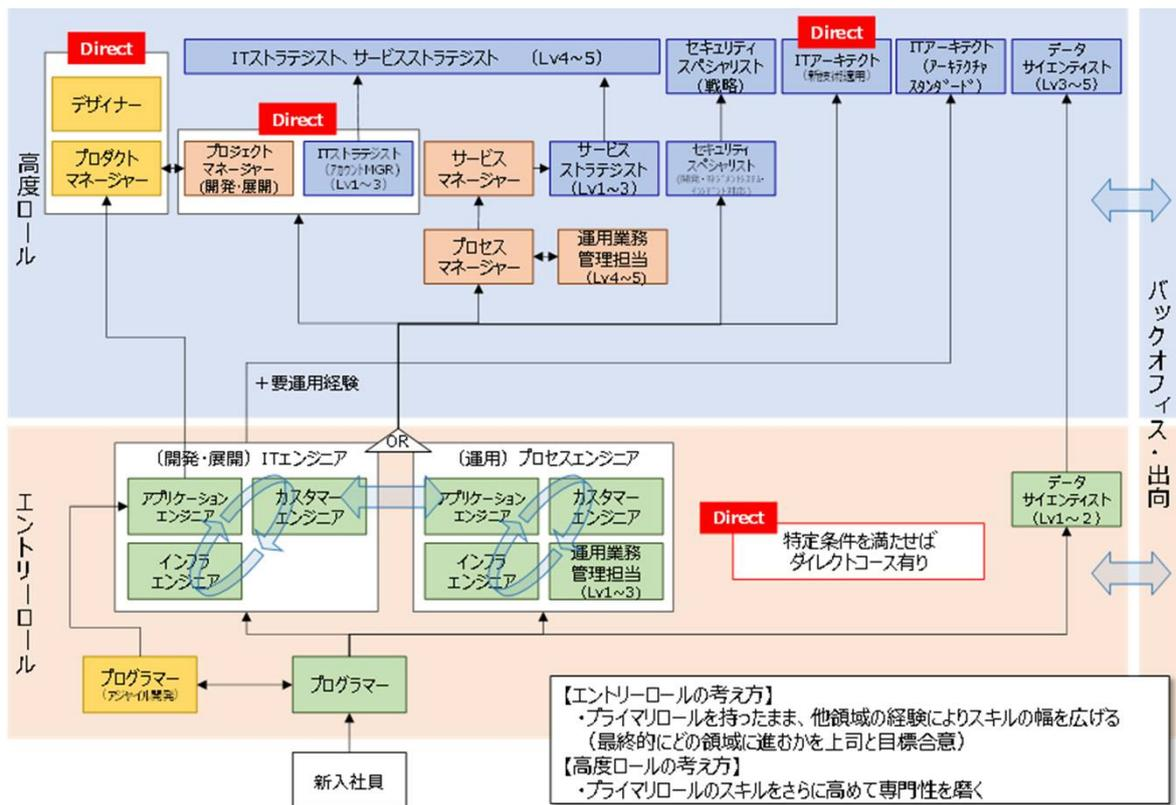 Direct
デザイナー
プロダクト
マネージャー
ITストラテジスト、サービスストラテジスト (Lv4~5)
セキュリティ
スペシャリスト
(戦略)
Direct
ITアーキテクト
(新技術適用)
ITアーキテクト
(アーキテクチャ
スタンダード)
データ
サイエンティスト
(Lv3~5)
Direct
プロジェクト
マネージャー
(開発・展開)
ITストラテジスト
(アカウントMGR)
(Lv1~3)
サービス
マネージャー
サービス
ストラテジスト
(Lv1~3)
セキュリティ
スペシャリスト
プロセス
マネージャー
運用業務
管理担当
(Lv4~5)
高度ロール
+要運用経験
バックオフィス・出向
エントリーロール
OR
(開発・展開) ITエンジニア
アプリケーション
エンジニア
カスタマー
エンジニア
インフラ
エンジニア
(運用) プロセスエンジニア
アプリケーション
エンジニア
カスタマー
エンジニア
インフラ
エンジニア
運用業務
管理担当
(Lv1~3)
Direct
特定条件を満たせば
ダイレクトコース有り
データ
サイエンティスト
(Lv1~2)
プログラマー
(アジャイル開発)
プログラマー
新入社員
【エントリーロールの考え方】
・プライマリロールを持ったまま、他領域の経験によりスキルの幅を広げる
(最終的にどの領域に進むかを上司と目標合意)
【高度ロールの考え方】
・プライマリロールのスキルをさらに高めて専門性を磨く